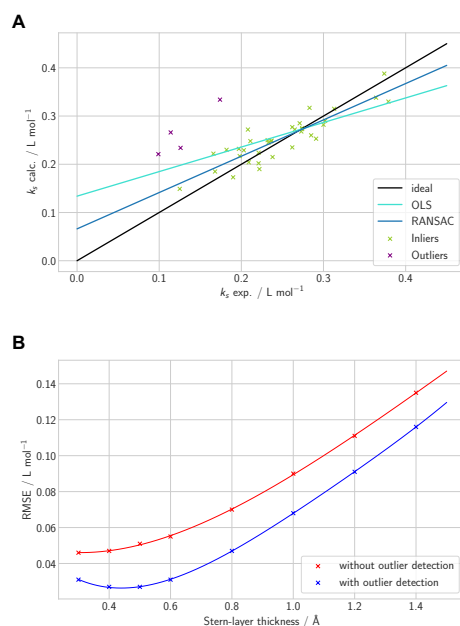 A
k_s calc. / L mol⁻¹
0.4
0.3
0.2
0.1
0.0
ideal
OLS
RANSAC
Inliers
Outliers
0.0 0.1 0.2 0.3 0.4
k_s exp. / L mol⁻¹
B
RMSE / L mol⁻¹
0.14
0.12
0.10
0.08
0.06
0.04
without outlier detection
with outlier detection
0.4 0.6 0.8 1.0 1.2 1.4
Stern-layer thickness / Å